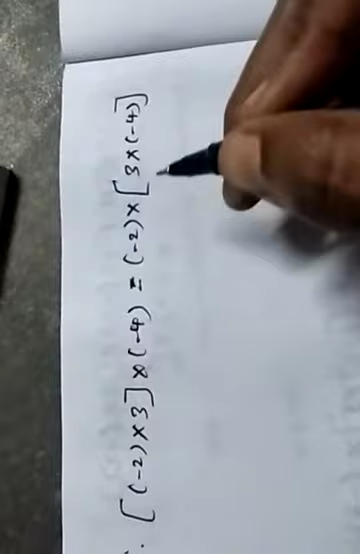 . [(-2)×3]×(-4) = (-2)×[3×(-4)]